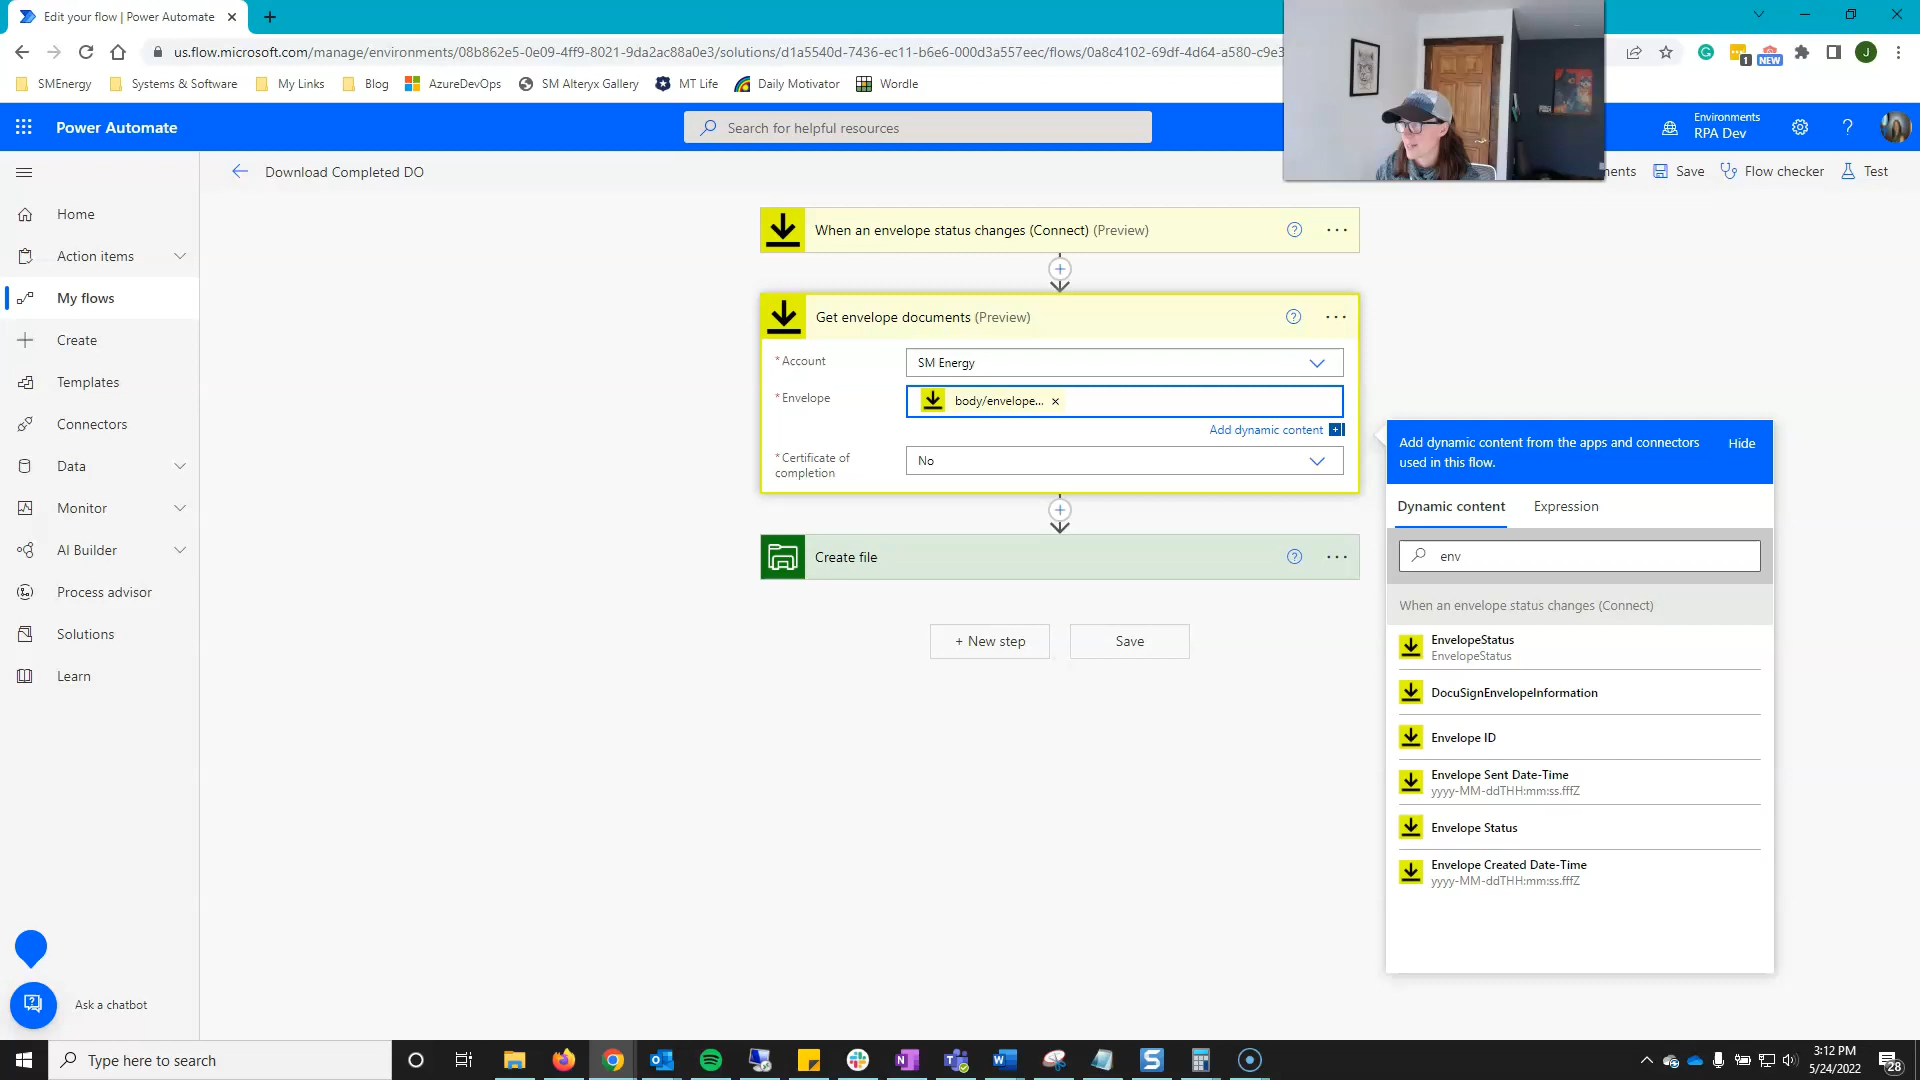 Edit your flow | Power Automate
us.flow.microsoft.com/manage/environments/08b862e5-0e09-4ff9-8021-9da2ac88a0e3/solutions/d1a5540d-7436-ec11-b6e6-000d3a557eec/flows/0a8c4102-69df-4d64-a580-c9e3
1
NEW
J
SMEnergy
Systems & Software
My Links
Blog
AzureDevOps
SM Alteryx Gallery
MT Life
Daily Motivator
Wordle
Power Automate
Search for helpful resources
Environments
RPA Dev
Download Completed DO
ments
Save
Flow checker
Test
Home
Action items
My flows
Create
Templates
Connectors
Data
Monitor
AI Builder
Process advisor
Solutions
Learn
Ask a chatbot
When an envelope status changes (Connect) (Preview)
Get envelope documents (Preview)
* Account
SM Energy
* Envelope
body/envelope... ×
Add dynamic content
* Certificate of
completion
No
Create file
+ New step
Save
Add dynamic content from the apps and connectors
used in this flow.
Hide
Dynamic content
Expression
env
When an envelope status changes (Connect)
EnvelopeStatus
EnvelopeStatus
DocuSignEnvelopeInformation
Envelope ID
Envelope Sent Date-Time
yyyy-MM-ddTHH:mm:ss.fffZ
Envelope Status
Envelope Created Date-Time
yyyy-MM-ddTHH:mm:ss.fffZ
Type here to search
3:12 PM
5/24/2022
28